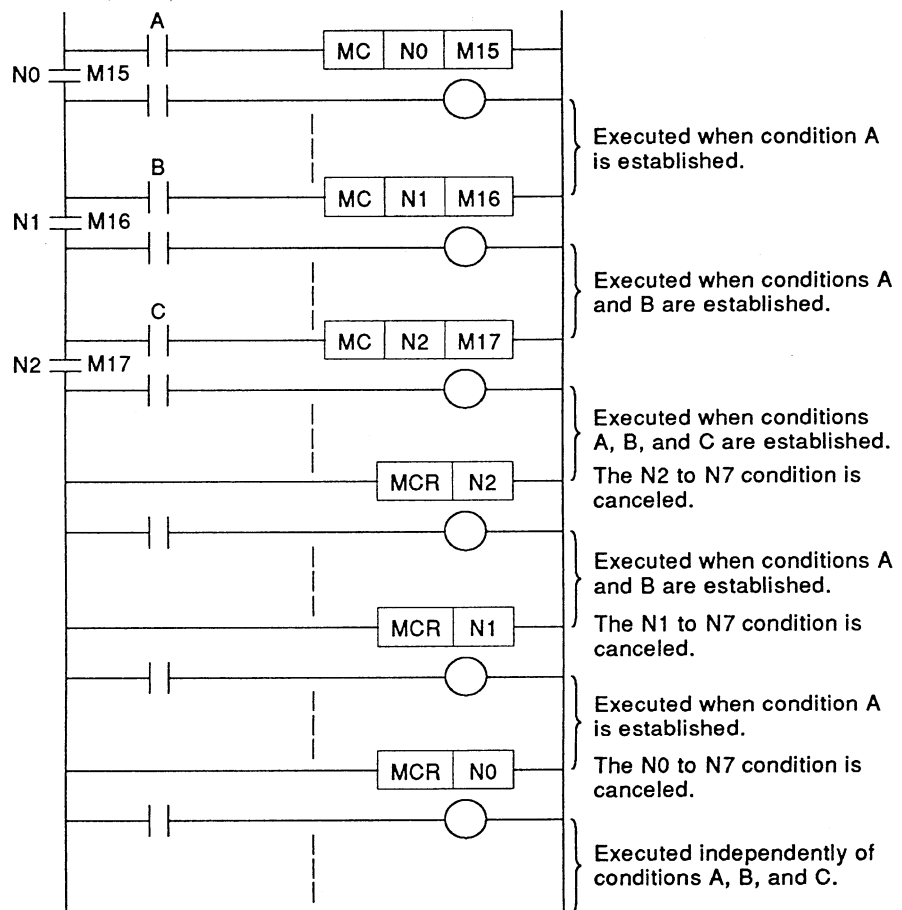 A
MC N0 M15
N0 M15
Executed when condition A
is established.
B
MC N1 M16
N1 M16
Executed when conditions A
and B are established.
C
MC N2 M17
N2 M17
Executed when conditions
A, B, and C are established.
MCR N2
The N2 to N7 condition is
canceled.
Executed when conditions A
and B are established.
MCR N1
The N1 to N7 condition is
canceled.
Executed when condition A
is established.
MCR N0
The N0 to N7 condition is
canceled.
Executed independently of
conditions A, B, and C.